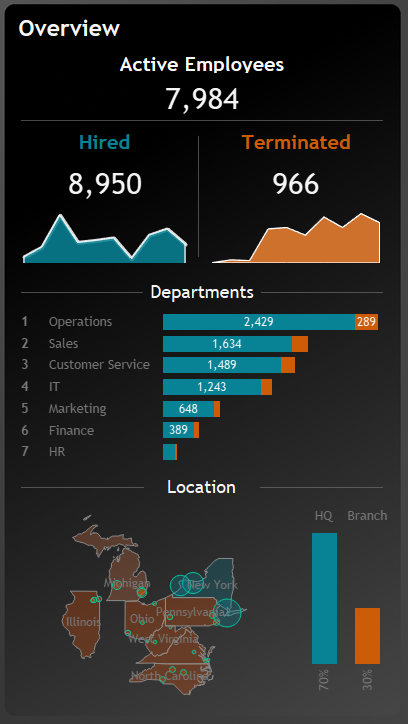 Overview
Active Employees
7,984
Hired
Terminated
8,950
966
Departments
1 Operations 2,429 289
2 Sales 1,634
3 Customer Service 1,489
4 IT 1,243
5 Marketing 648
6 Finance 389
7 HR
Location
HQ Branch
Michigan
New York
Pennsylvania
Illinois
Ohio
West Virginia
North Carolina
70% 30%